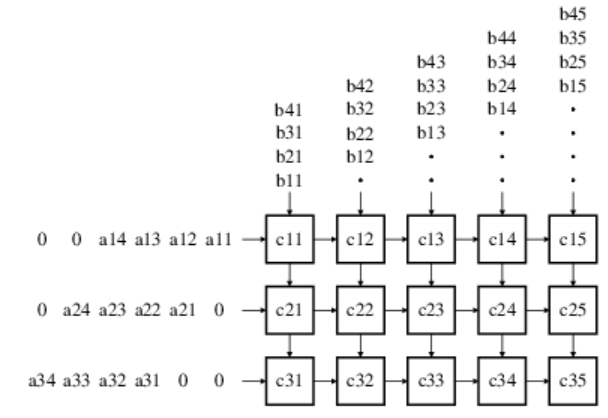 b45
b44 b35
b43 b34 b25
b42 b33 b24 b15
b41 b32 b23 b14 .
b31 b22 b13 . .
b21 b12 . . .
b11 . . . .
0 0 a14 a13 a12 a11 c11 c12 c13 c14 c15
0 a24 a23 a22 a21 0 c21 c22 c23 c24 c25
a34 a33 a32 a31 0 0 c31 c32 c33 c34 c35